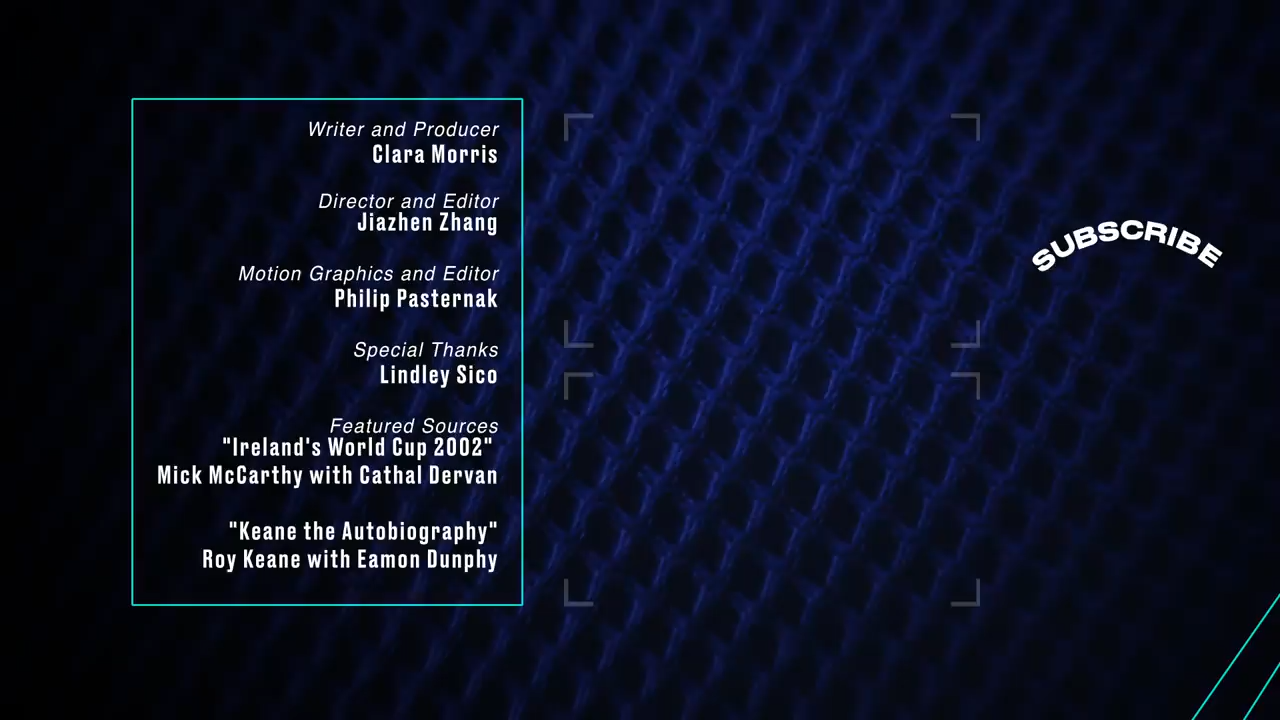 Writer and Producer
Clara Morris
Director and Editor
Jiazhen Zhang
Motion Graphics and Editor
Philip Pasternak
Special Thanks
Lindley Sico
Featured Sources
"Ireland's World Cup 2002"
Mick McCarthy with Cathal Dervan
"Keane the Autobiography"
Roy Keane with Eamon Dunphy
SUBSCRIBE